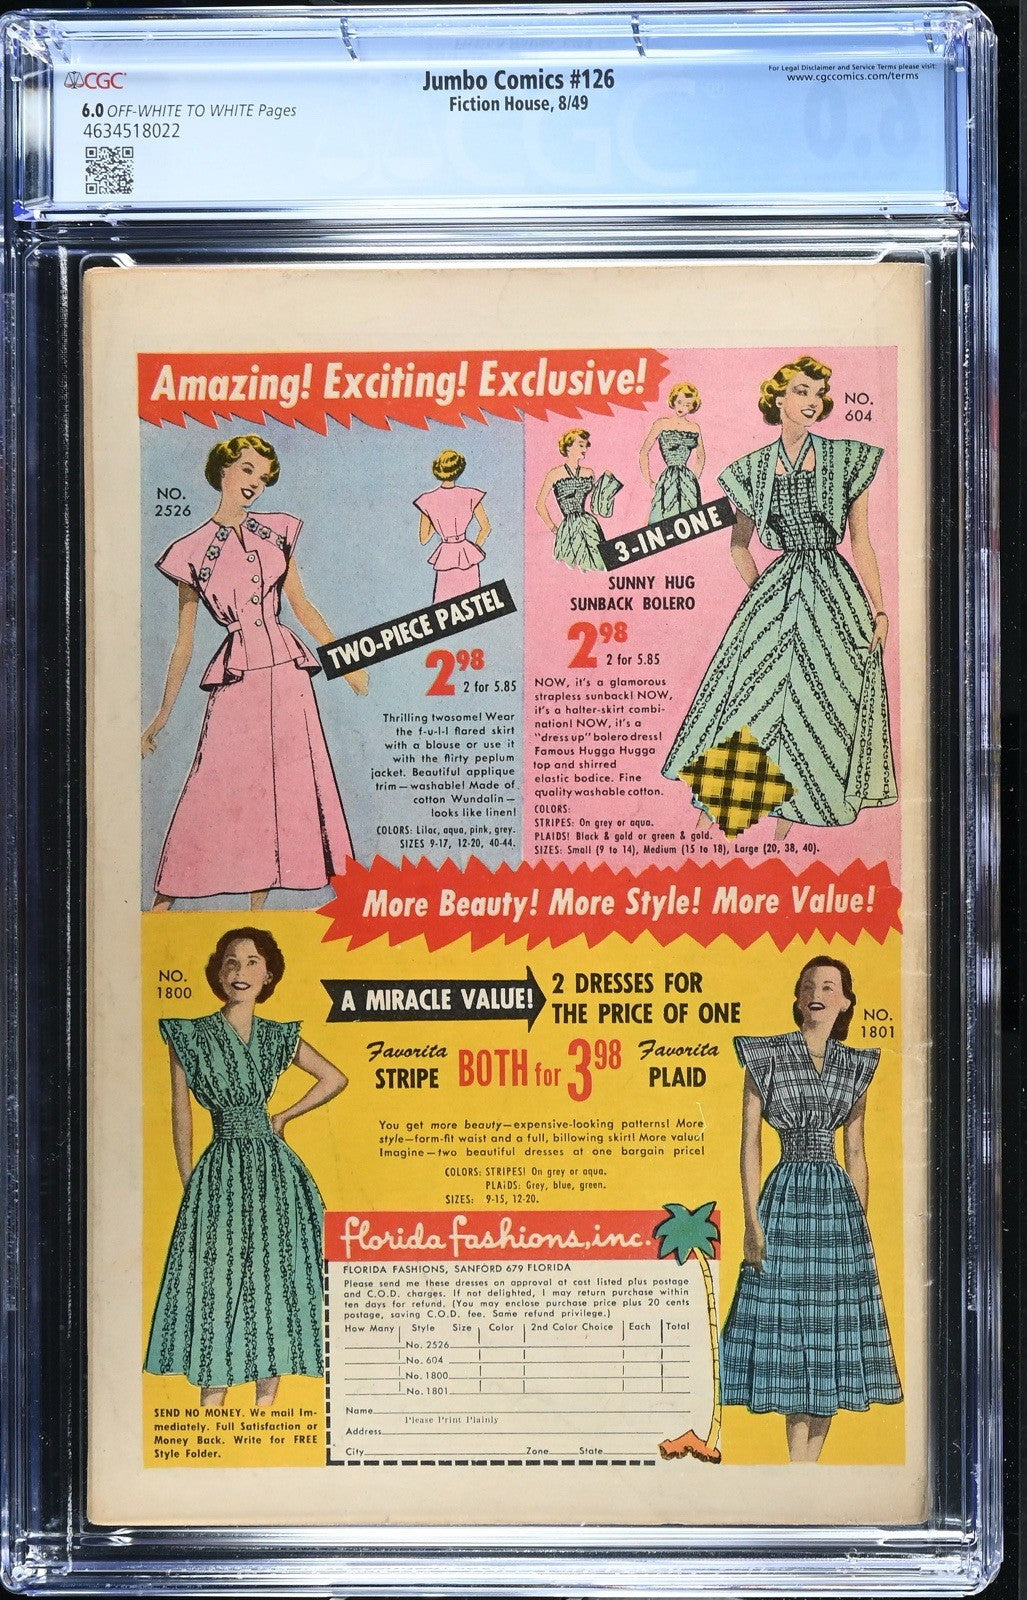 CGC
6.0 OFF-WHITE TO WHITE Pages
4634518022
Jumbo Comics #126
Fiction House, 8/49
For Legal Disclaimer and Service Terms please visit:
www.cgccomics.com/terms
Amazing! Exciting! Exclusive!
NO.
2526
TWO-PIECE PASTEL
2 98
2 for 5.85
Thrilling twosome! Wear
the f-u-l-l flared skirt
with a blouse or use it
with the flirty peplum
jacket. Beautiful applique
trim—washable! Made of
cotton Wundalin—
looks like linen!
COLORS: Lilac, aqua, pink, grey.
SIZES 9-17, 12-20, 40-44.
NO.
604
3-IN-ONE
SUNNY HUG
SUNBACK BOLERO
2 98
2 for 5.85
NOW, it's a glamorous
strapless sunback! NOW,
it's a halter-skirt combi-
nation! NOW, it's a
"dress up" bolero dress!
Famous Hugga Hugga
top and shirred
elastic bodice. Fine
quality washable cotton.
COLORS:
STRIPES: On grey or aqua.
PLAIDS! Black & gold or green & gold.
SIZES: Small (9 to 14), Medium (15 to 18), Large (20, 38, 40).
More Beauty! More Style! More Value!
NO.
1800
A MIRACLE VALUE!
2 DRESSES FOR
THE PRICE OF ONE
NO.
1801
Favorita
STRIPE
BOTH for 3 98
Favorita
PLAID
You get more beauty—expensive-looking patterns! More
style—form-fit waist and a full, billowing skirt! More value!
Imagine—two beautiful dresses at one bargain price!
COLORS: STRIPES! On grey or aqua.
PLAIDS: Grey, blue, green.
SIZES: 9-15, 12-20.
florida fashions, inc.
FLORIDA FASHIONS, SANFORD 679 FLORIDA
Please send me these dresses on approval at cost listed plus postage
and C.O.D. charges. If not delighted, I may return purchase within
ten days for refund. (You may enclose purchase price plus 20 cents
postage, saving C.O.D. fee. Same refund privilege.)
How Many Style Size Color 2nd Color Choice Each Total
No. 2526
No. 604
No. 1800
No. 1801
Name
Please Print Plainly
Address
City Zone State
SEND NO MONEY. We mail Im-
mediately. Full Satisfaction or
Money Back. Write for FREE
Style Folder.